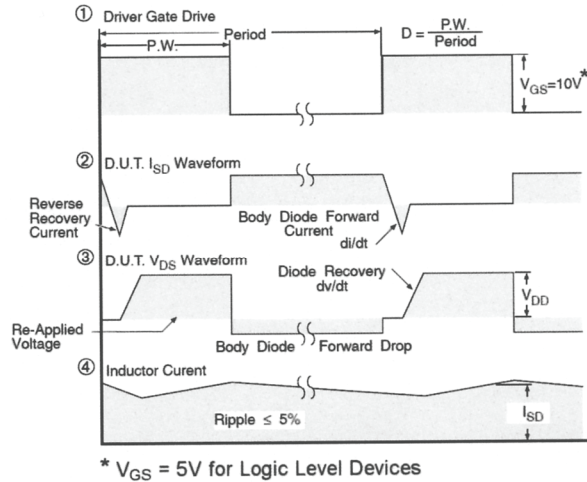 ① Driver Gate Drive
P.W.
Period
D = P.W. / Period
V_GS=10V*
② D.U.T. I_SD Waveform
Reverse
Recovery
Current
Body Diode Forward
Current
di/dt
③ D.U.T. V_DS Waveform
Diode Recovery
dv/dt
V_DD
Re-Applied
Voltage
Body Diode
Forward Drop
④ Inductor Curent
Ripple ≤ 5%
I_SD
* V_GS = 5V for Logic Level Devices